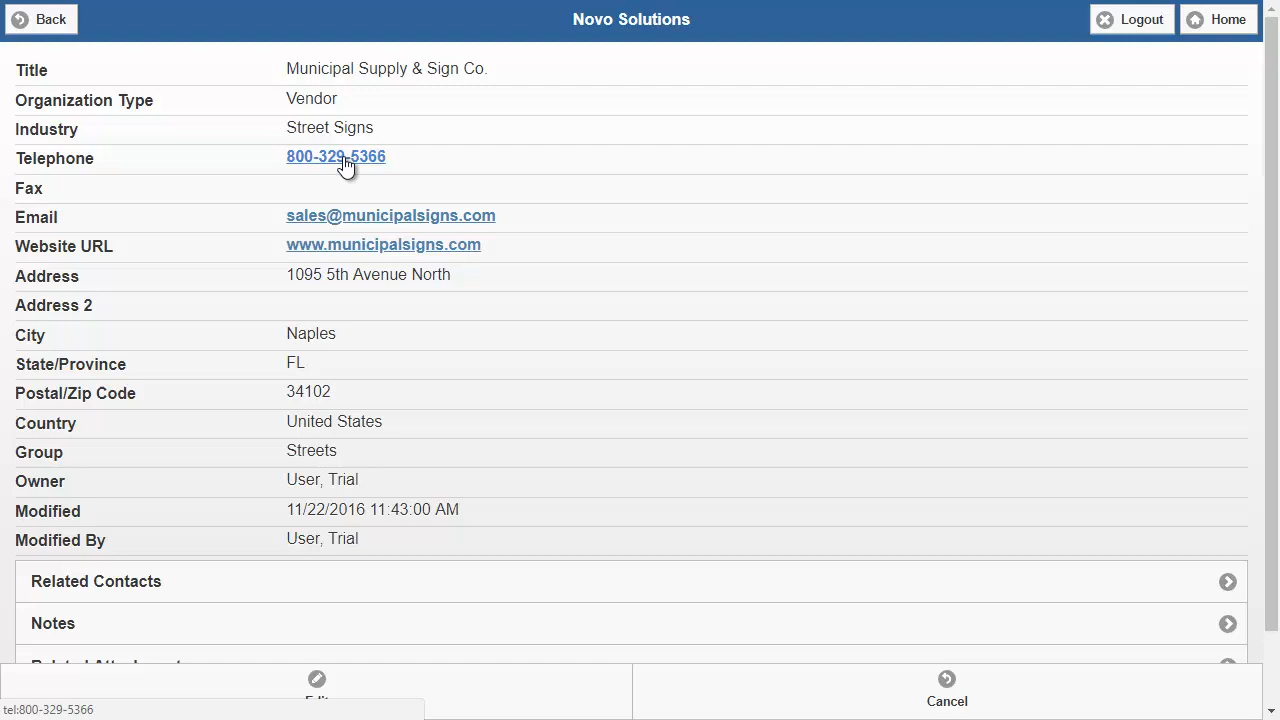 Back
Novo Solutions
Logout
Home
Title Municipal Supply & Sign Co.
Organization Type Vendor
Industry Street Signs
Telephone 800-329-5366
Fax
Email sales@municipalsigns.com
Website URL www.municipalsigns.com
Address 1095 5th Avenue North
Address 2
City Naples
State/Province FL
Postal/Zip Code 34102
Country United States
Group Streets
Owner User, Trial
Modified 11/22/2016 11:43:00 AM
Modified By User, Trial
Related Contacts
Notes
Edit
Cancel
tel:800-329-5366